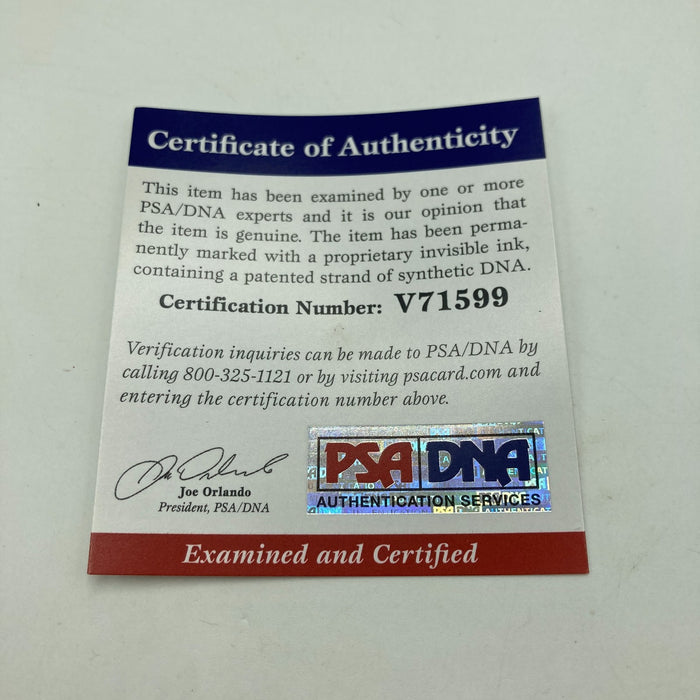 Certificate of Authenticity
This item has been examined by one or more
PSA/DNA experts and it is our opinion that
the item is genuine. The item has been perma-
nently marked with a proprietary invisible ink,
containing a patented strand of synthetic DNA.
Certification Number: V71599
Verification inquiries can be made to PSA/DNA by
calling 800-325-1121 or by visiting psacard.com and
entering the certification number above.
Joe Orlando
President, PSA/DNA
PSA DNA
AUTHENTICATION SERVICES
Examined and Certified